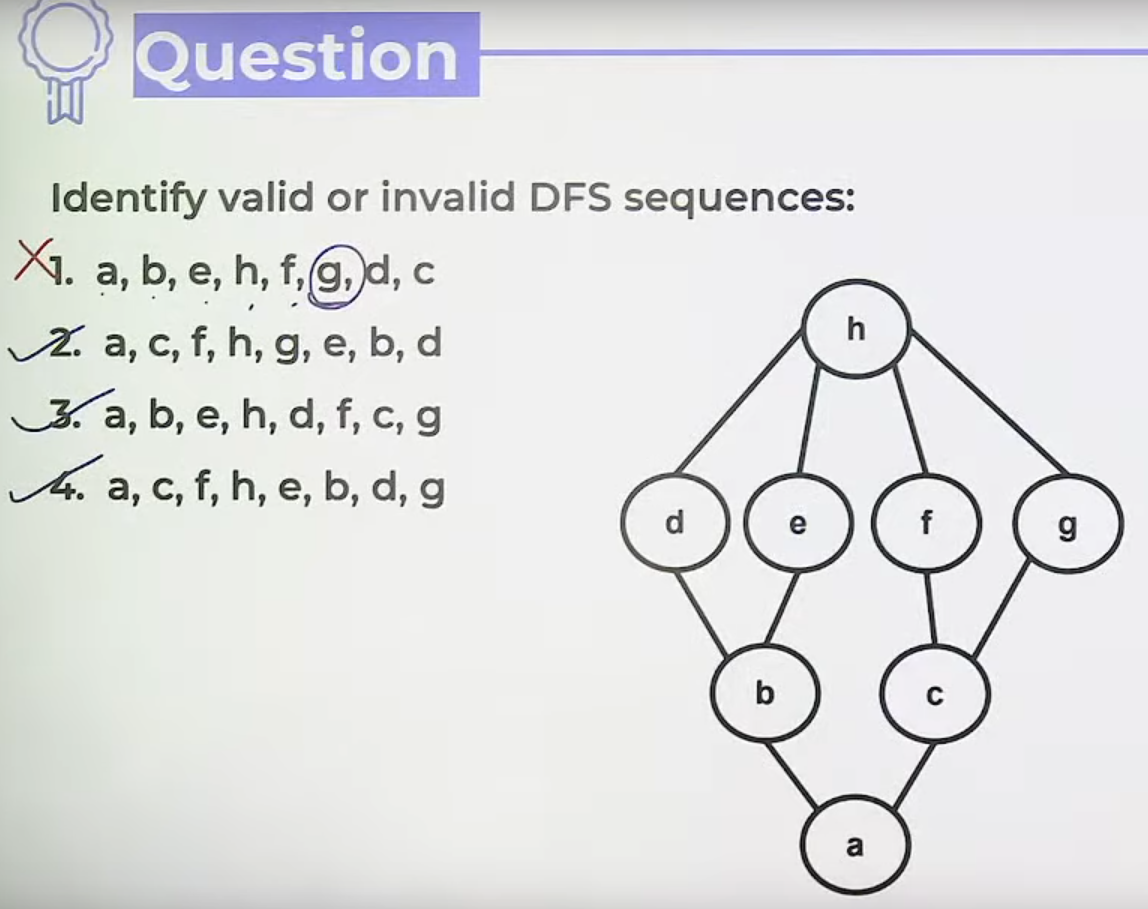 Question
Identify valid or invalid DFS sequences:
1. a, b, e, h, f, g, d, c
2. a, c, f, h, g, e, b, d
3. a, b, e, h, d, f, c, g
4. a, c, f, h, e, b, d, g
h
d e f g
b c
a